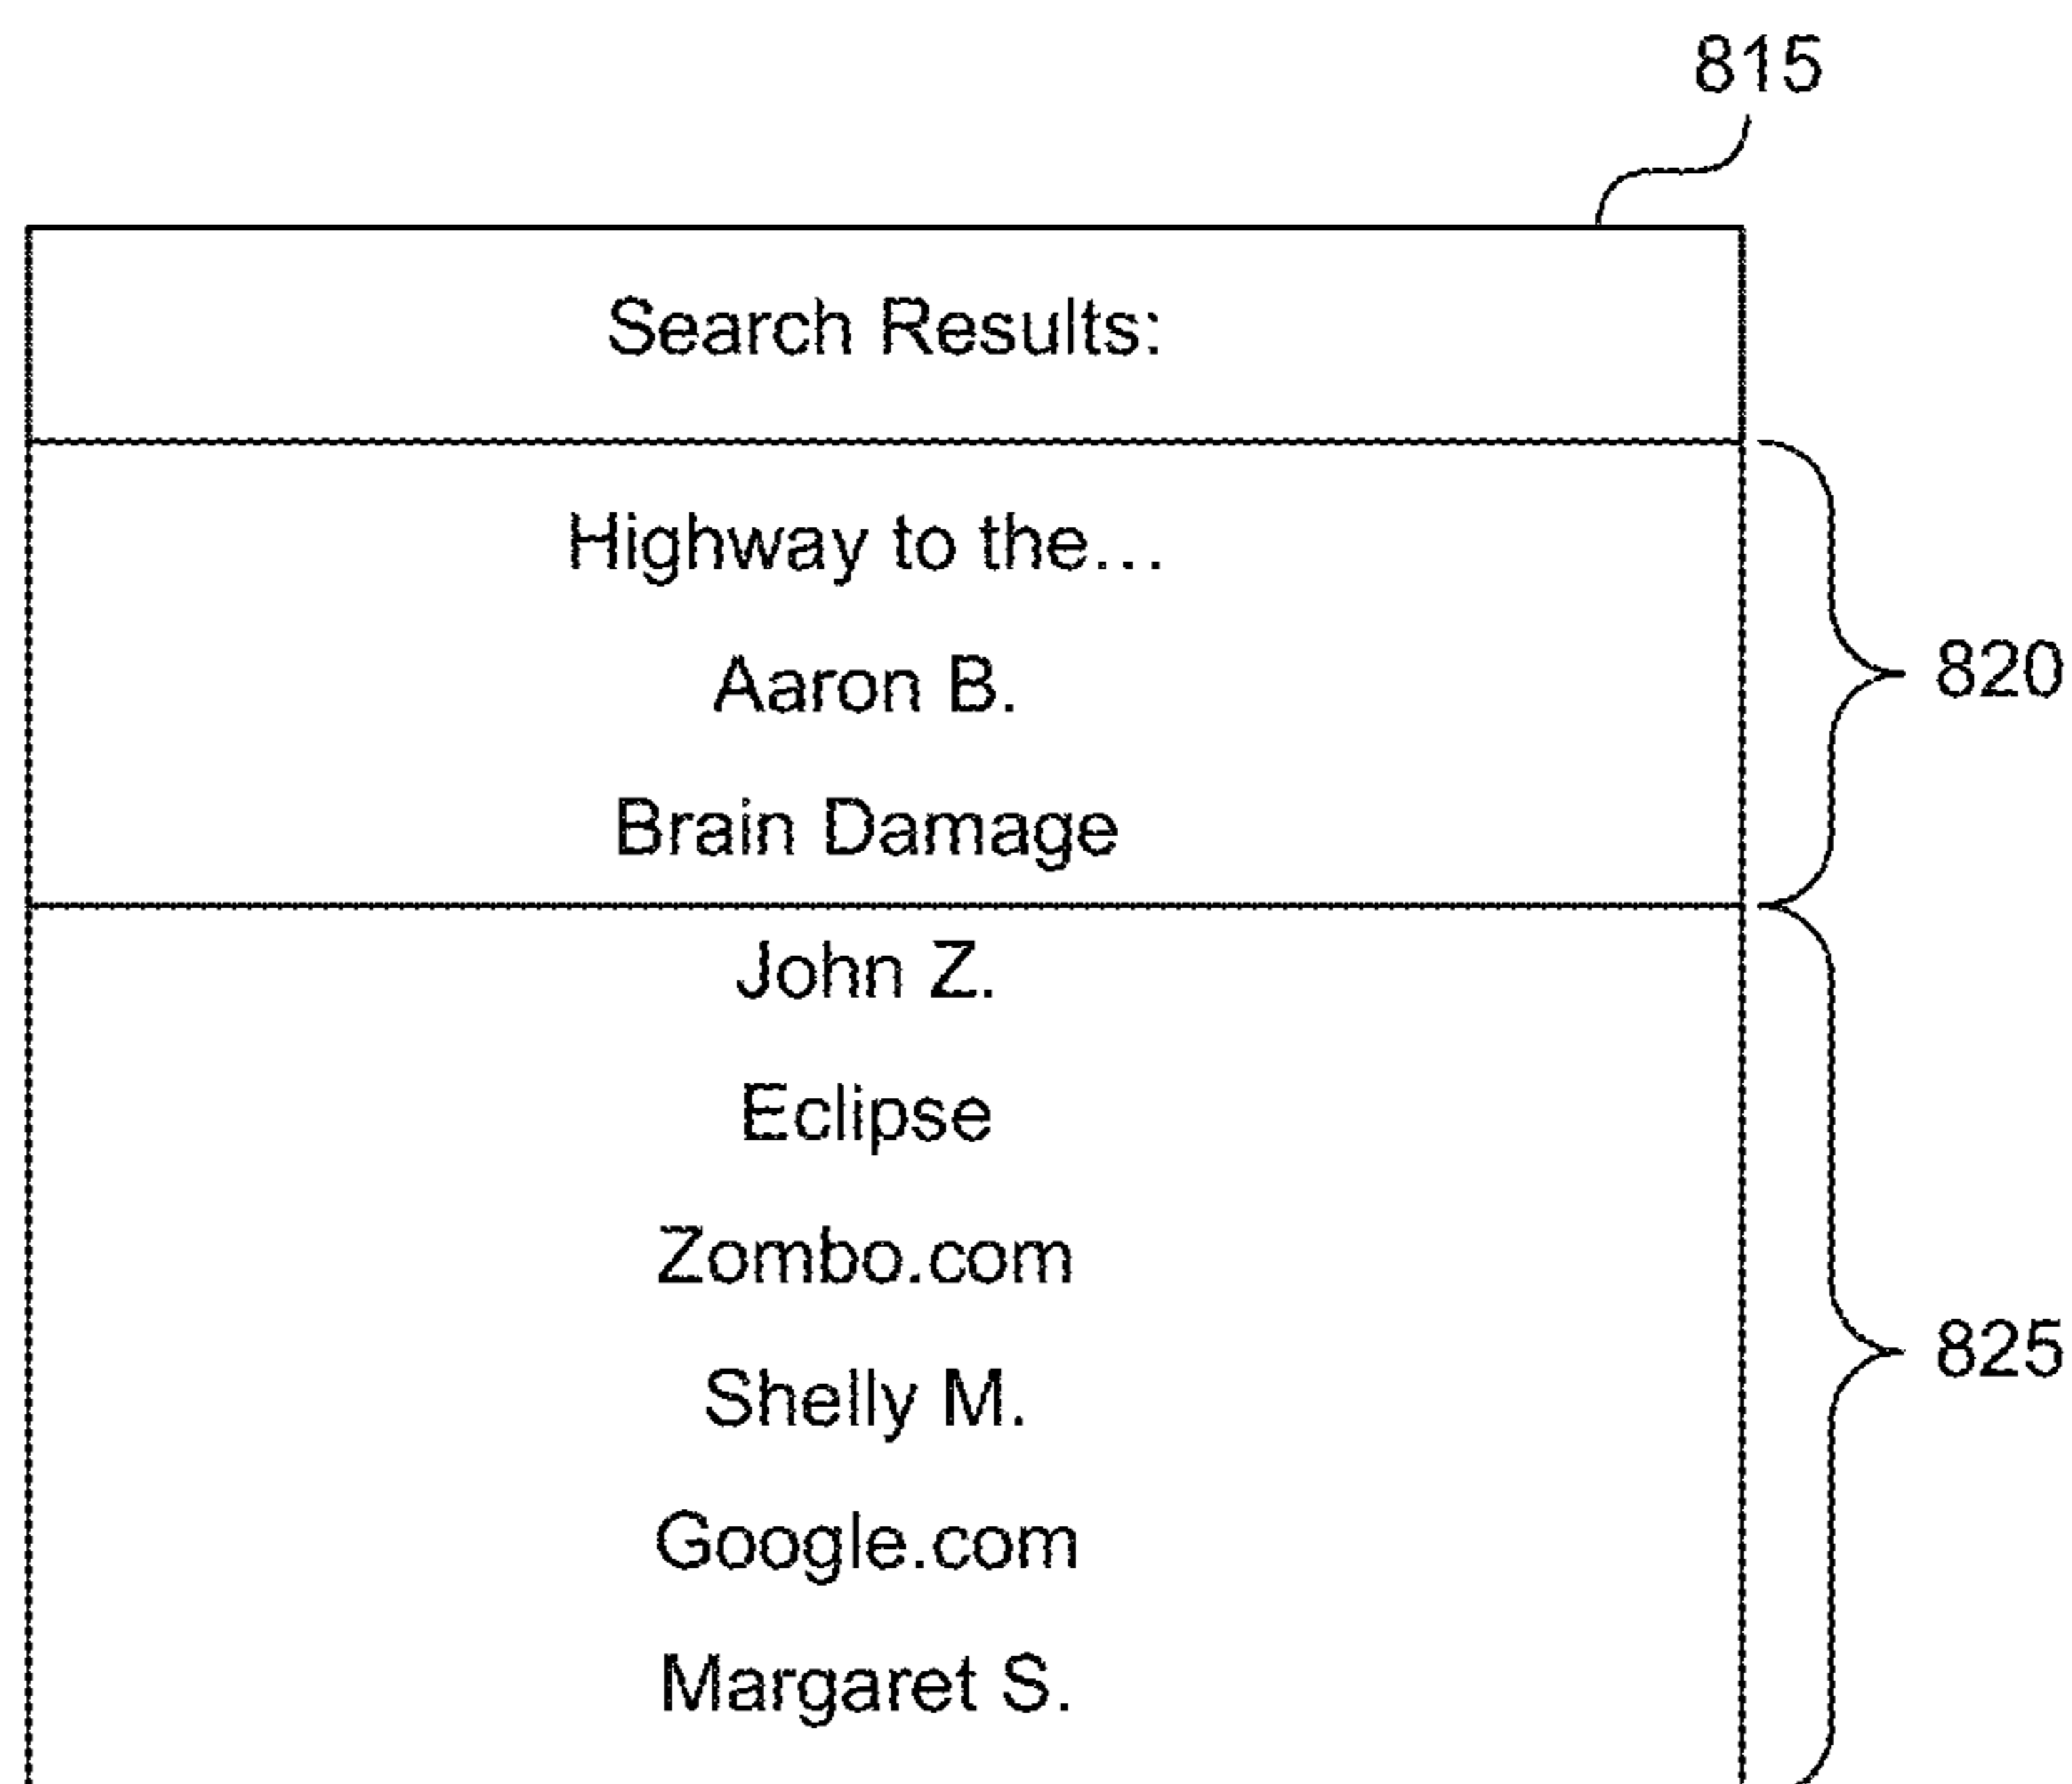 815
Search Results:
Highway to the...
Aaron B.
820
Brain Damage
John Z.
Eclipse
Zombo.com
825
Shelly M.
Google.com
Margaret S.